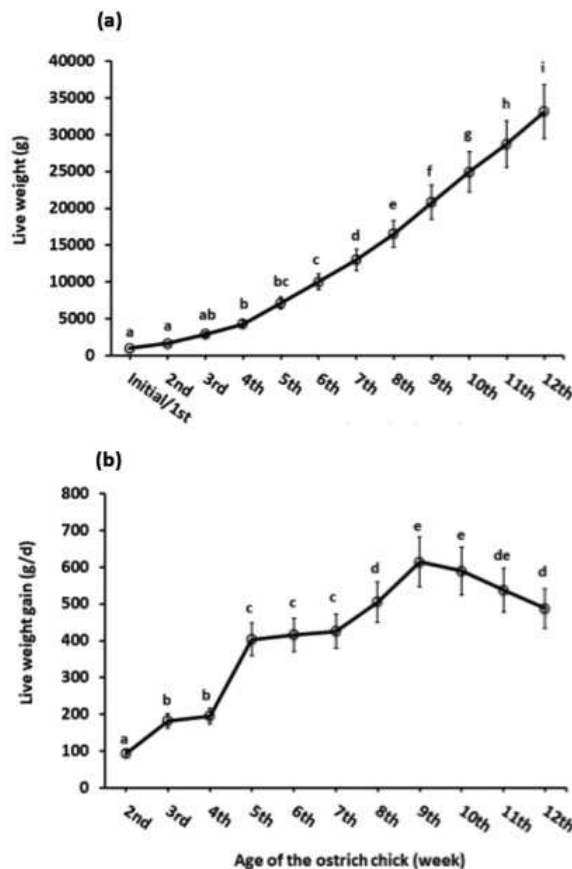 (a)
Live weight (g)
40000
35000
30000
25000
20000
15000
10000
5000
0
a
a
ab
b
bc
c
d
e
f
g
h
i
Initial/1st
2nd
3rd
4th
5th
6th
7th
8th
9th
10th
11th
12th
(b)
Live weight gain (g/d)
800
700
600
500
400
300
200
100
0
a
b
b
c
c
c
d
e
e
de
d
2nd
3rd
4th
5th
6th
7th
8th
9th
10th
11th
12th
Age of the ostrich chick (week)